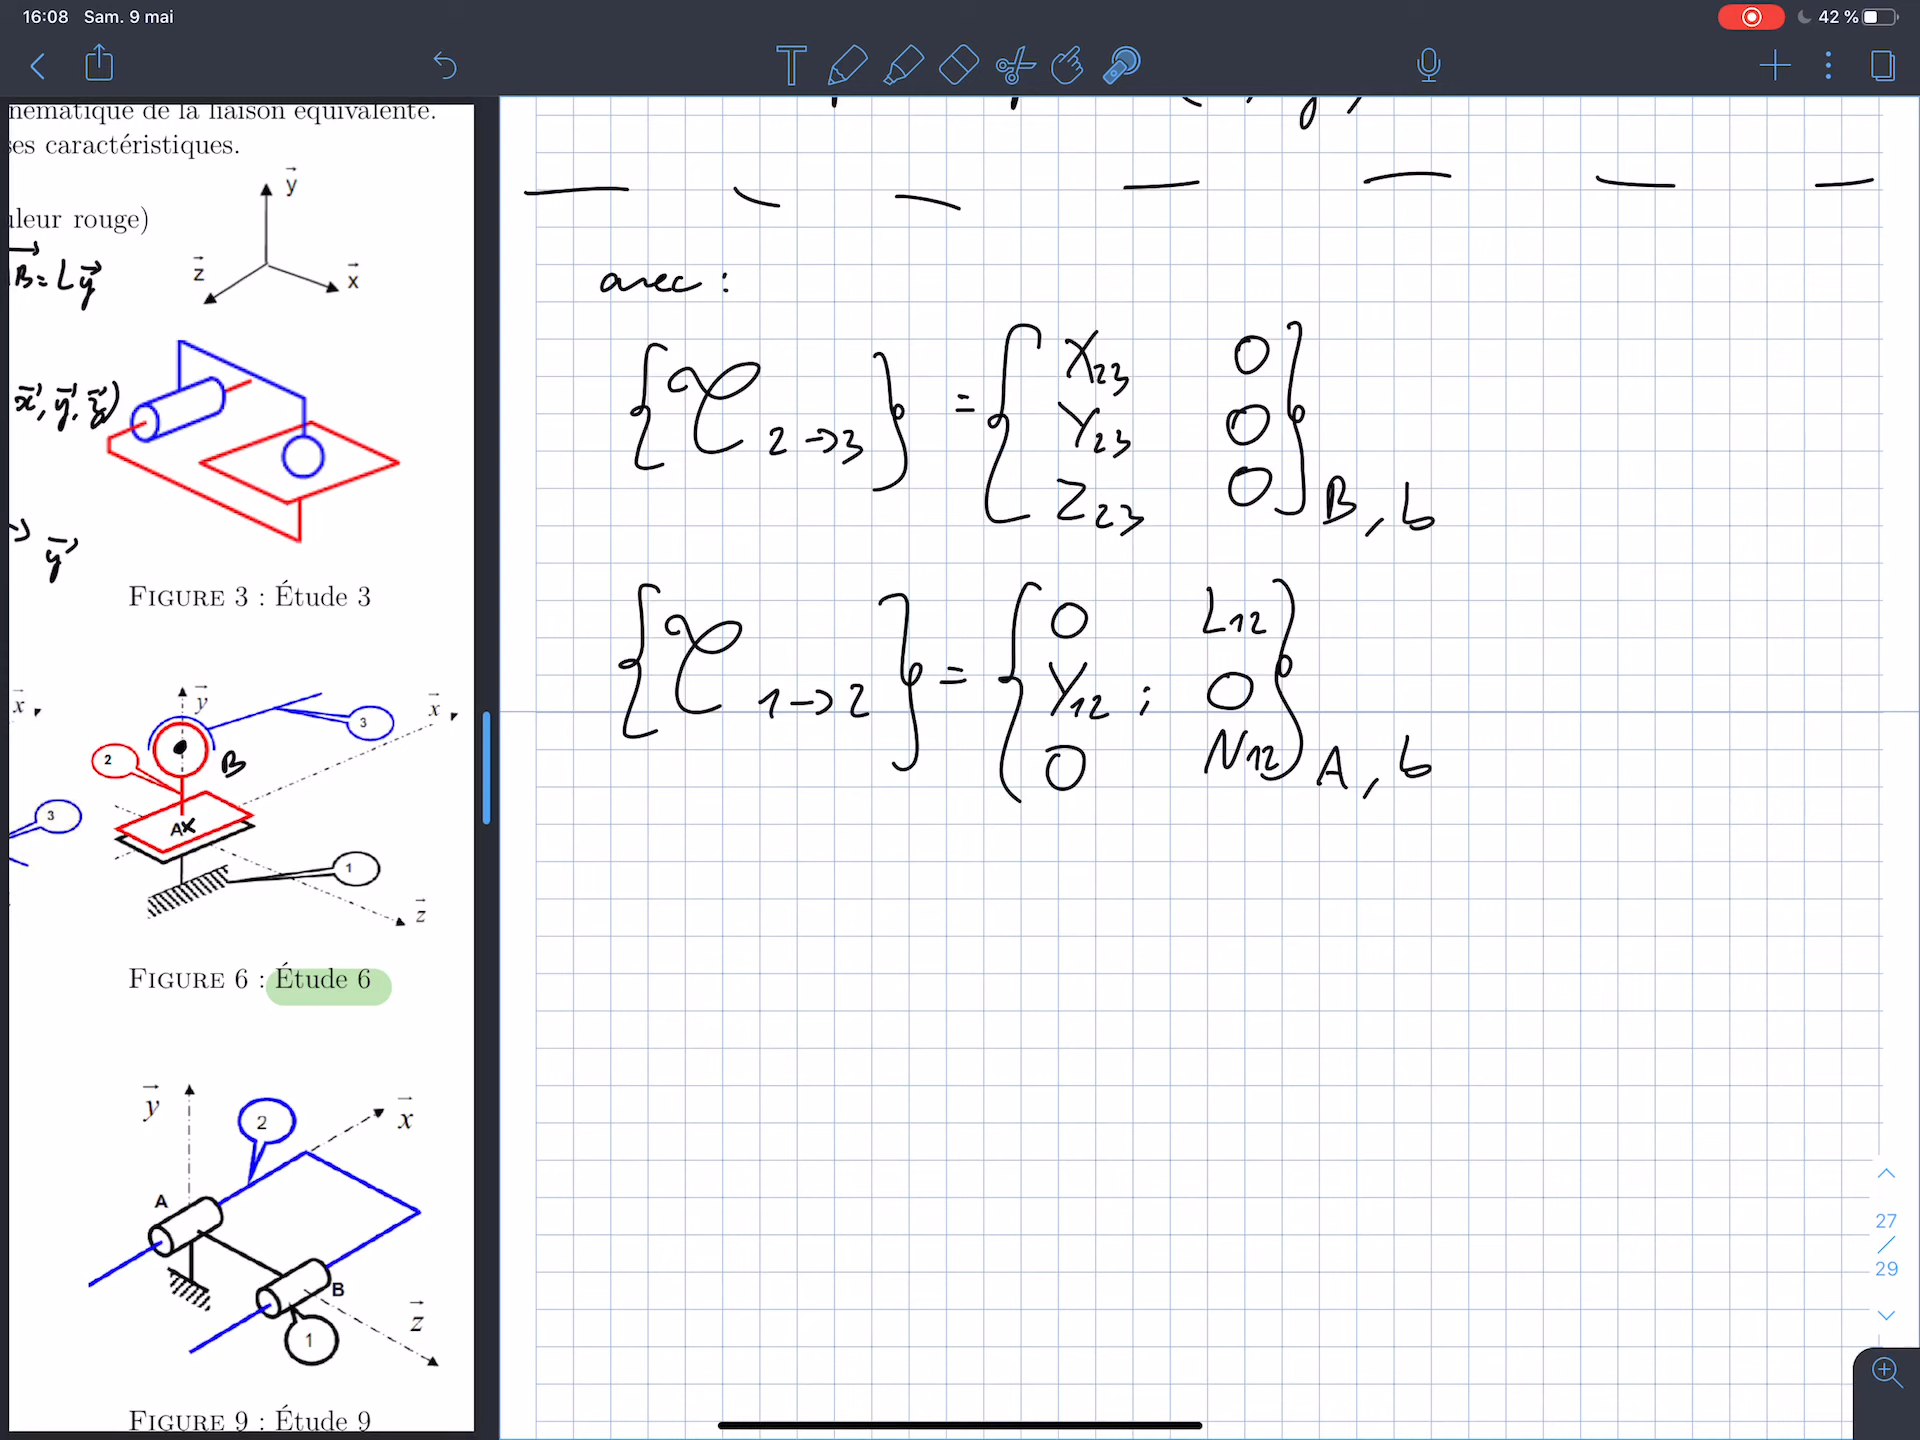 16:08 Sam. 9 mai
42 %
nématique de la liaison équivalente.
ses caractéristiques.
uleur rouge)
B = L y
y
z
x
x, y, z)
y
FIGURE 3 : Étude 3
x
y
x
3
2
B
3
A
1
z
FIGURE 6 : Étude 6
y
2
x
A
B
z
1
FIGURE 9 : Étude 9
avec :
{ 𝒯 2→3 } = { X23 0
Y23 0
Z23 0 } B, b
{ 𝒯 1→2 } = { 0 L12
Y12 ; 0
0 N12 } A, b
27
/
29